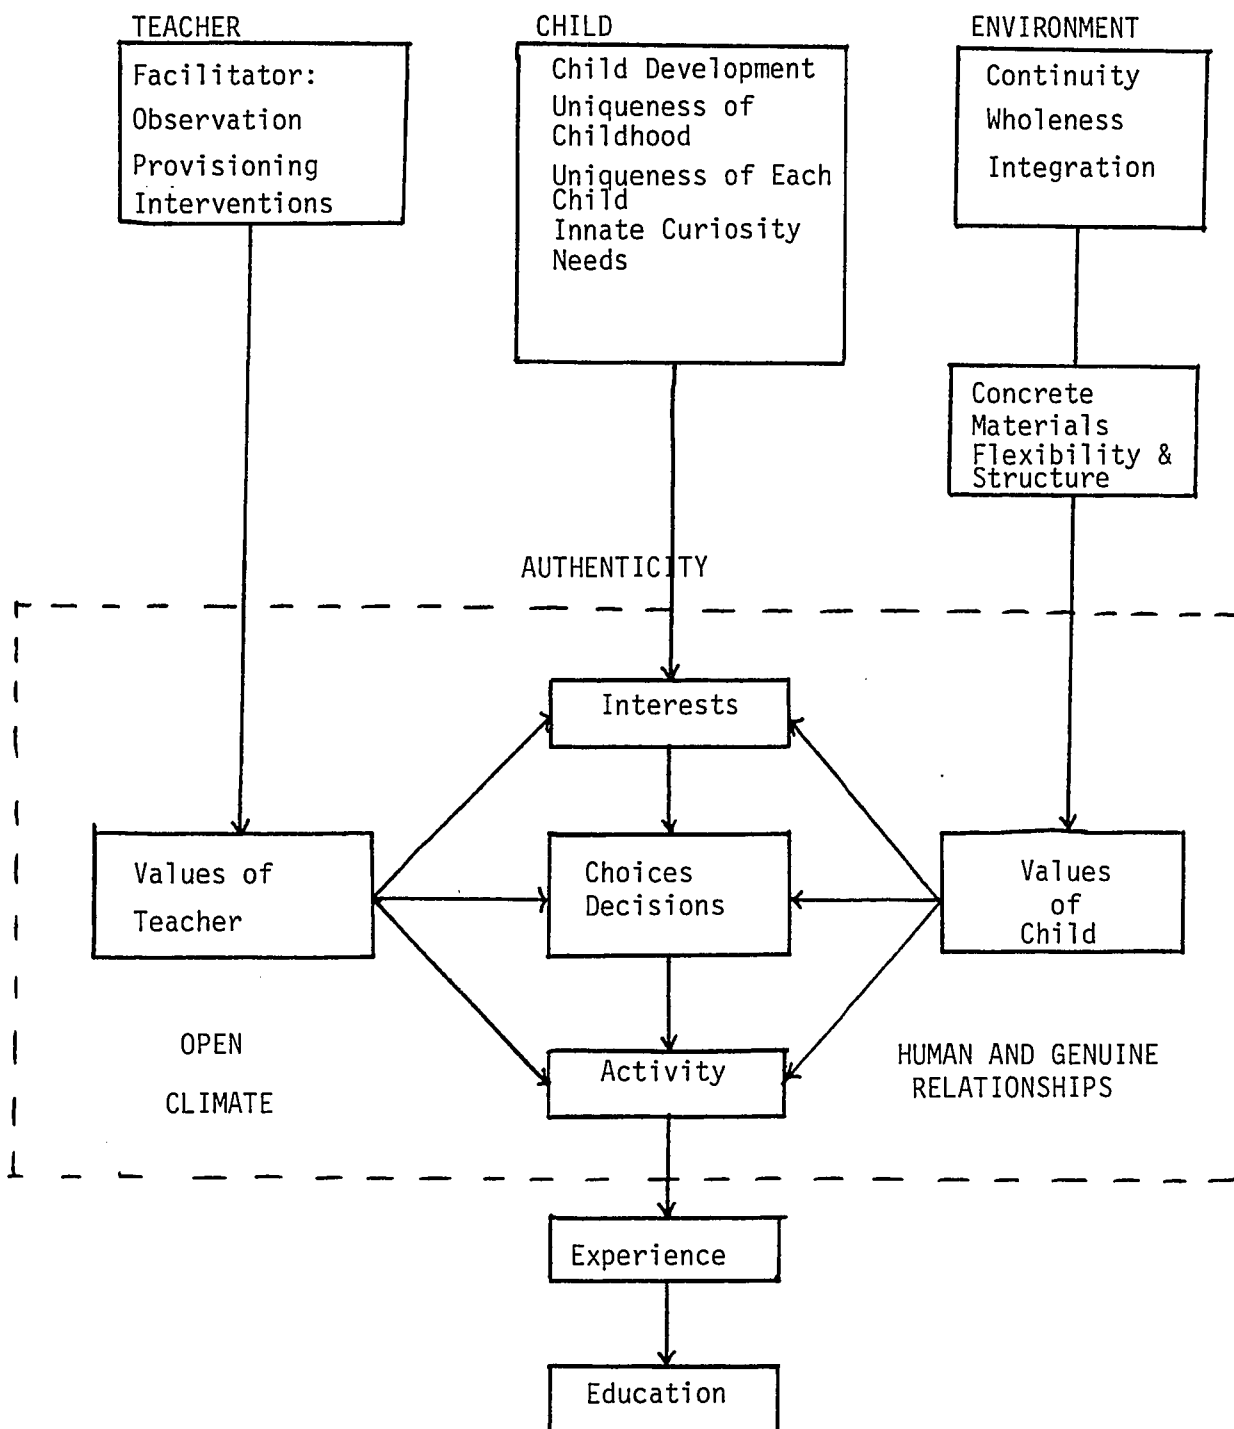 TEACHER
Facilitator:
Observation
Provisioning
Interventions
CHILD
Child Development
Uniqueness of
Childhood
Uniqueness of Each
Child
Innate Curiosity
Needs
ENVIRONMENT
Continuity
Wholeness
Integration
Concrete
Materials
Flexibility &
Structure
AUTHENTICITY
Interests
Values of
Teacher
Choices
Decisions
Values
of
Child
Activity
OPEN
CLIMATE
HUMAN AND GENUINE
RELATIONSHIPS
Experience
Education